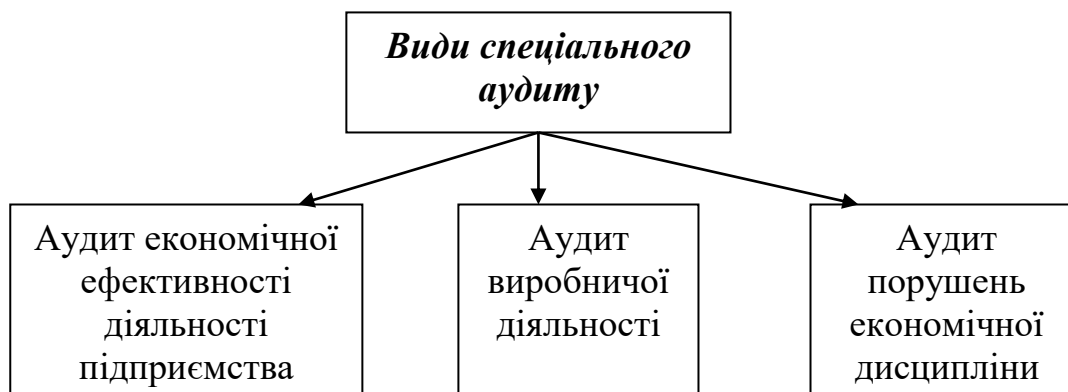 Види спеціального
аудиту
Аудит економічної
ефективності
діяльності
підприємства
Аудит
виробничої
діяльності
Аудит
порушень
економічної
дисципліни